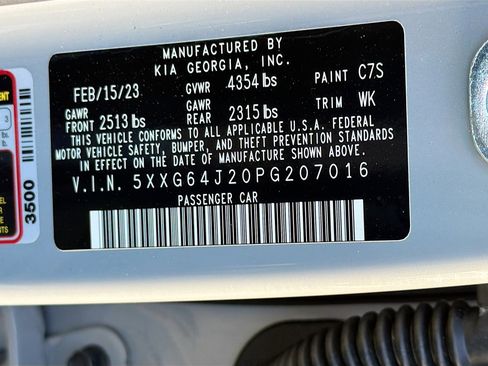 MANUFACTURED BY
KIA GEORGIA, INC.
FEB/15/23 GVWR 4354 lbs PAINT C7S
GAWR FRONT 2513 lbs GAWR REAR 2315 lbs TRIM WK
THIS VEHICLE CONFORMS TO ALL APPLICABLE U.S.A. FEDERAL
MOTOR VEHICLE SAFETY, BUMPER, AND THEFT PREVENTION STANDARDS
IN EFFECT ON THE DATE OF MANUFACTURE SHOWN ABOVE.
V.I.N. 5XXG64J20PG207016
PASSENGER CAR
3500
3